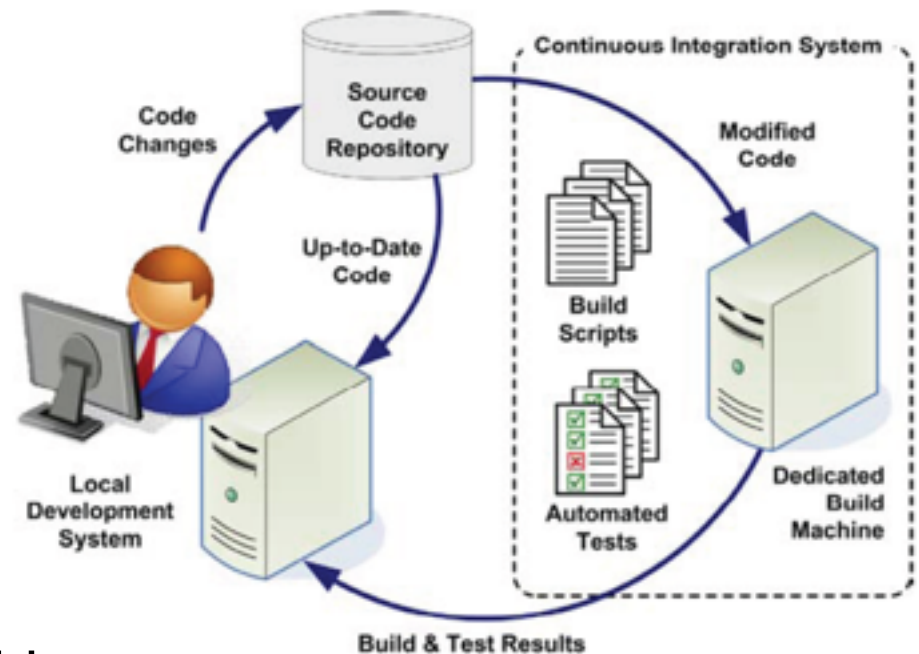 Continuous Integration System
Source
Code
Repository
Code
Changes
Modified
Code
Up-to-Date
Code
Build
Scripts
Local
Development
System
Automated
Tests
Dedicated
Build
Machine
Build & Test Results